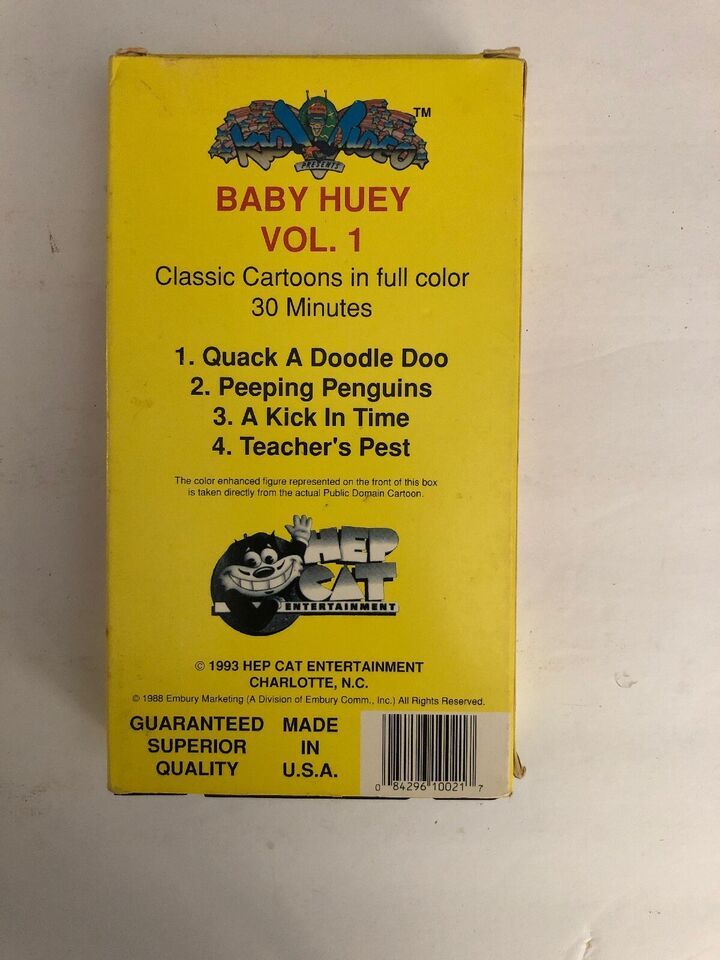 KID VIDEO TM
PRESENTS
BABY HUEY
VOL. 1
Classic Cartoons in full color
30 Minutes
1. Quack A Doodle Doo
2. Peeping Penguins
3. A Kick In Time
4. Teacher's Pest
The color enhanced figure represented on the front of this box
is taken directly from the actual Public Domain Cartoon.
HEP
CAT
ENTERTAINMENT
© 1993 HEP CAT ENTERTAINMENT
CHARLOTTE, N.C.
© 1988 Embury Marketing (A Division of Embury Comm., Inc.) All Rights Reserved.
GUARANTEED
SUPERIOR
QUALITY
MADE
IN
U.S.A.
0 84296 10021 7